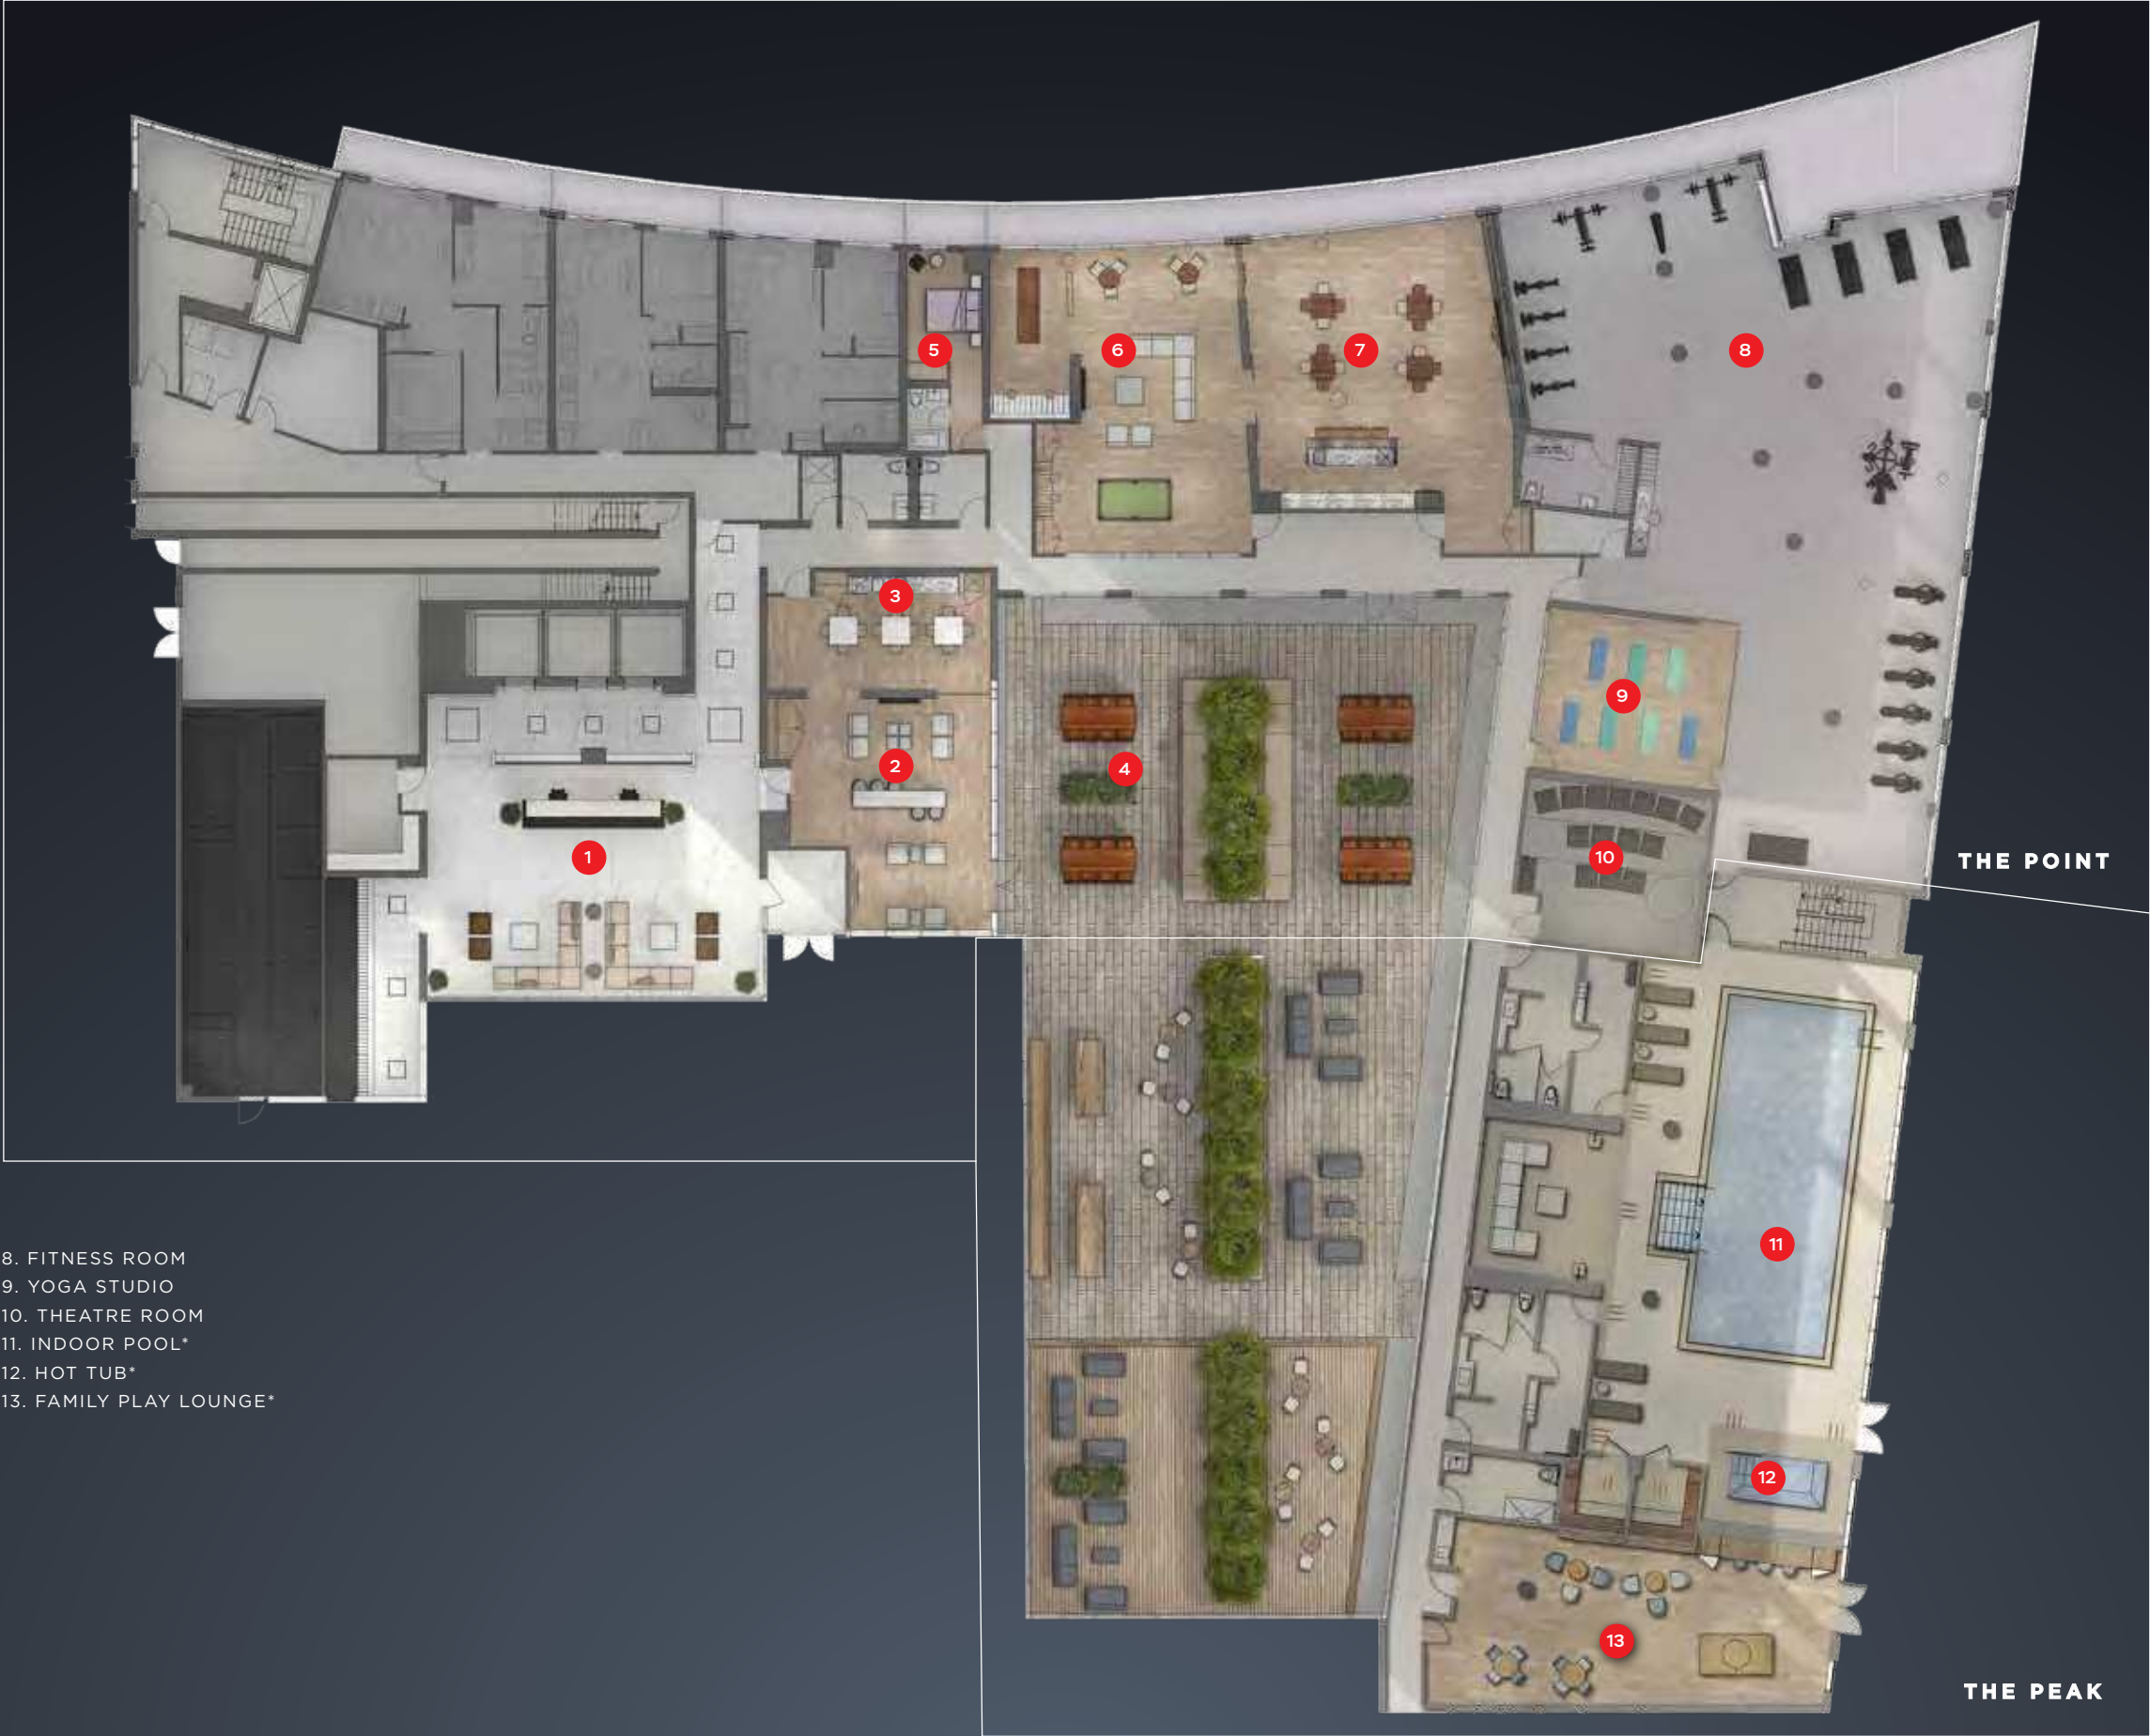 5
6
7
8
3
9
2
4
1
10
THE POINT
11
8. FITNESS ROOM
9. YOGA STUDIO
10. THEATRE ROOM
11. INDOOR POOL*
12. HOT TUB*
13. FAMILY PLAY LOUNGE*
12
13
THE PEAK